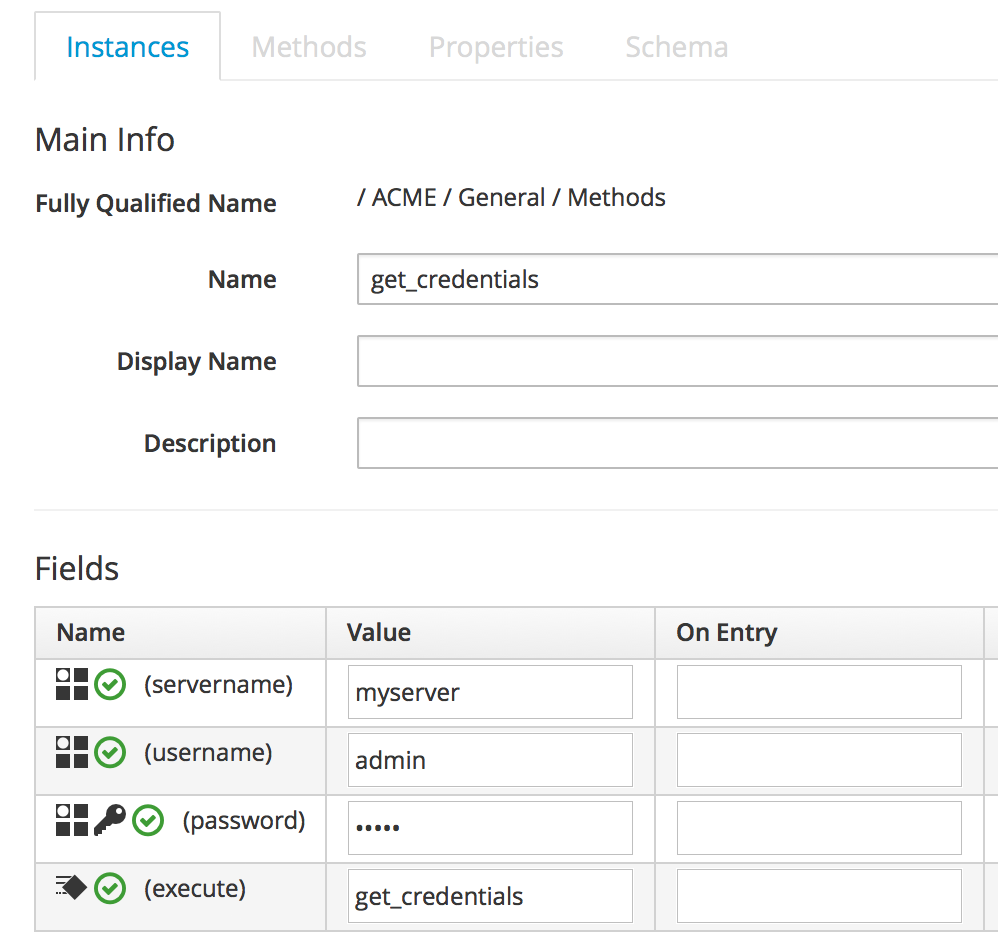 Instances Methods Properties Schema
Main Info
Fully Qualified Name / ACME / General / Methods
Name get_credentials
Display Name
Description
Fields
Name Value On Entry
(servername) myserver
(username) admin
(password) •••••
(execute) get_credentials